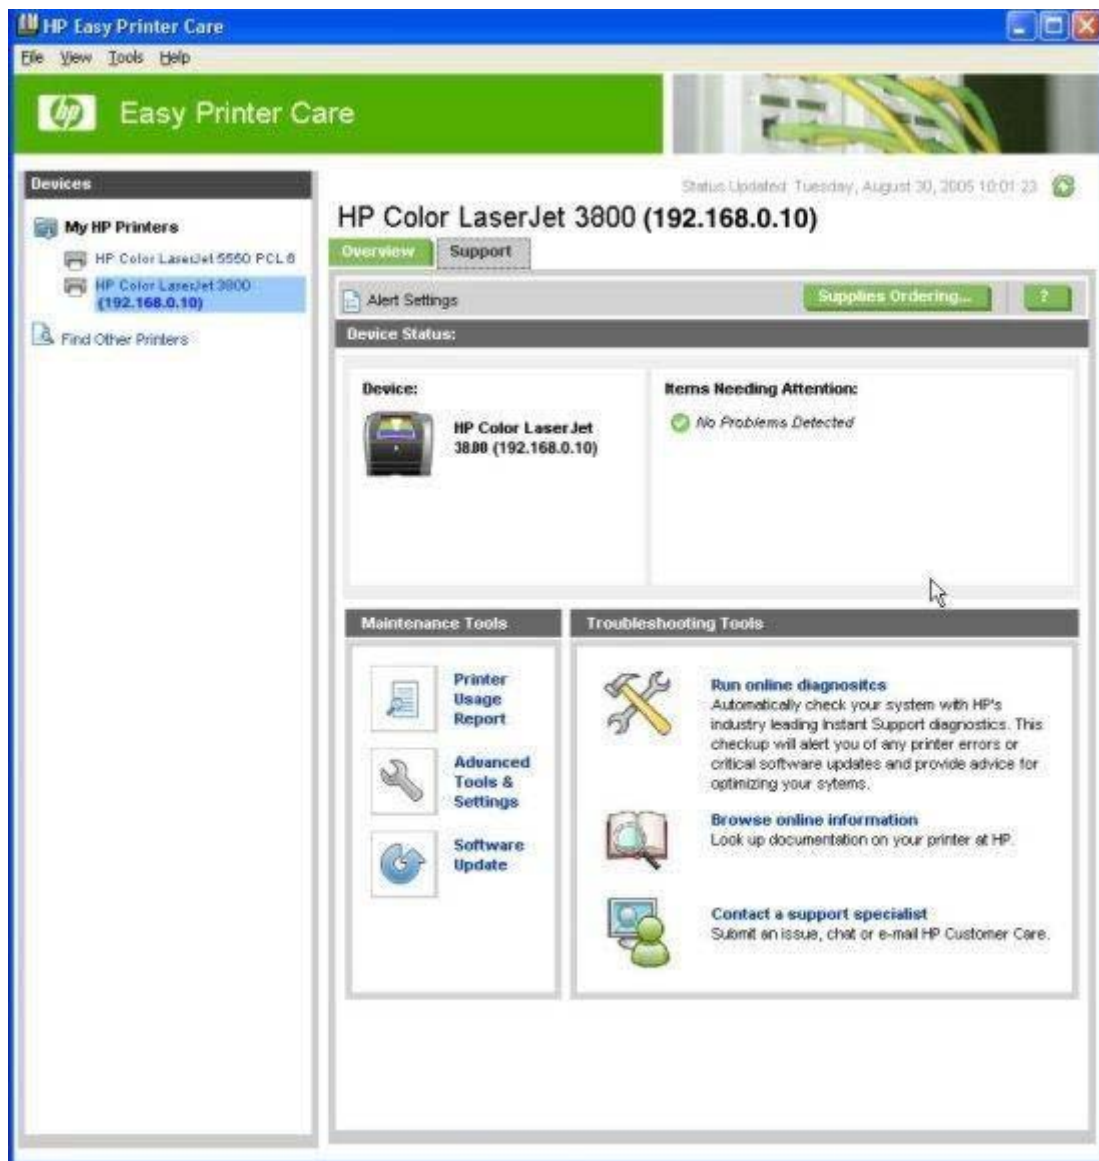 HP Easy Printer Care
File View Tools Help
hp Easy Printer Care
Devices
My HP Printers
HP Color LaserJet 5550 PCL 6
HP Color LaserJet 3800
(192.168.0.10)
Find Other Printers
Status Updated: Tuesday, August 30, 2005 10:01:23
HP Color LaserJet 3800 (192.168.0.10)
Overview Support
Alert Settings Supplies Ordering... ?
Device Status:
Device:
HP Color LaserJet
3800 (192.168.0.10)
Items Needing Attention:
No Problems Detected
Maintenance Tools
Printer
Usage
Report
Advanced
Tools &
Settings
Software
Update
Troubleshooting Tools
Run online diagnositcs
Automatically check your system with HP's
industry leading Instant Support diagnostics. This
checkup will alert you of any printer errors or
critical software updates and provide advice for
optimizing your sytems.
Browse online information
Look up documentation on your printer at HP.
Contact a support specialist
Submit an issue, chat or e-mail HP Customer Care.